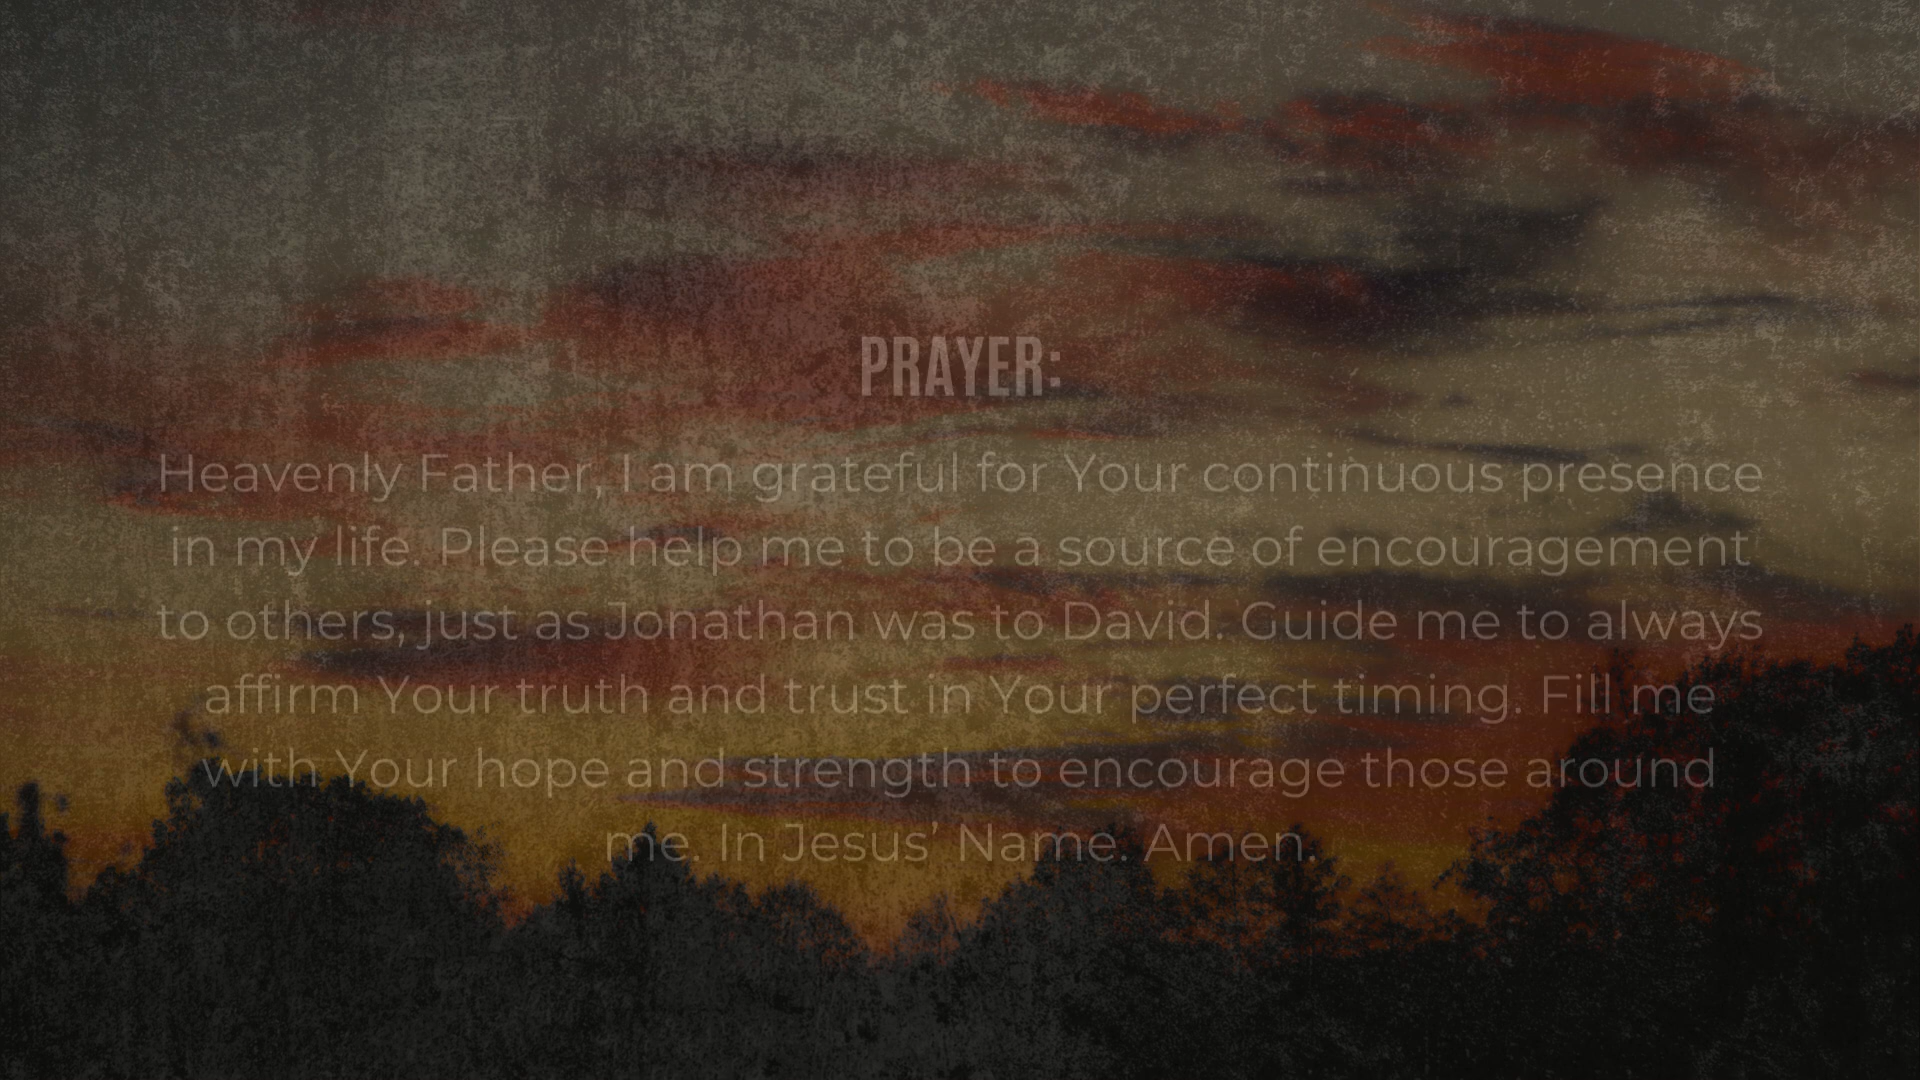 PRAYER:
Heavenly Father, I am grateful for Your continuous presence
in my life. Please help me to be a source of encouragement
to others, just as Jonathan was to David. Guide me to always
affirm Your truth and trust in Your perfect timing. Fill me
with Your hope and strength to encourage those around
me. In Jesus’ Name. Amen.